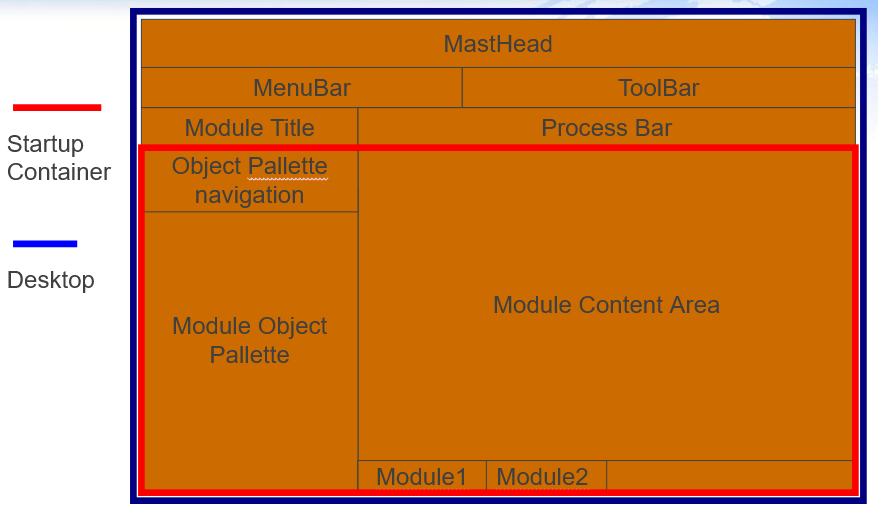 MastHead
MenuBar
ToolBar
Module Title
Process Bar
Startup
Container
Object Pallette
navigation
Desktop
Module Content Area
Module Object
Pallette
Module1
Module2